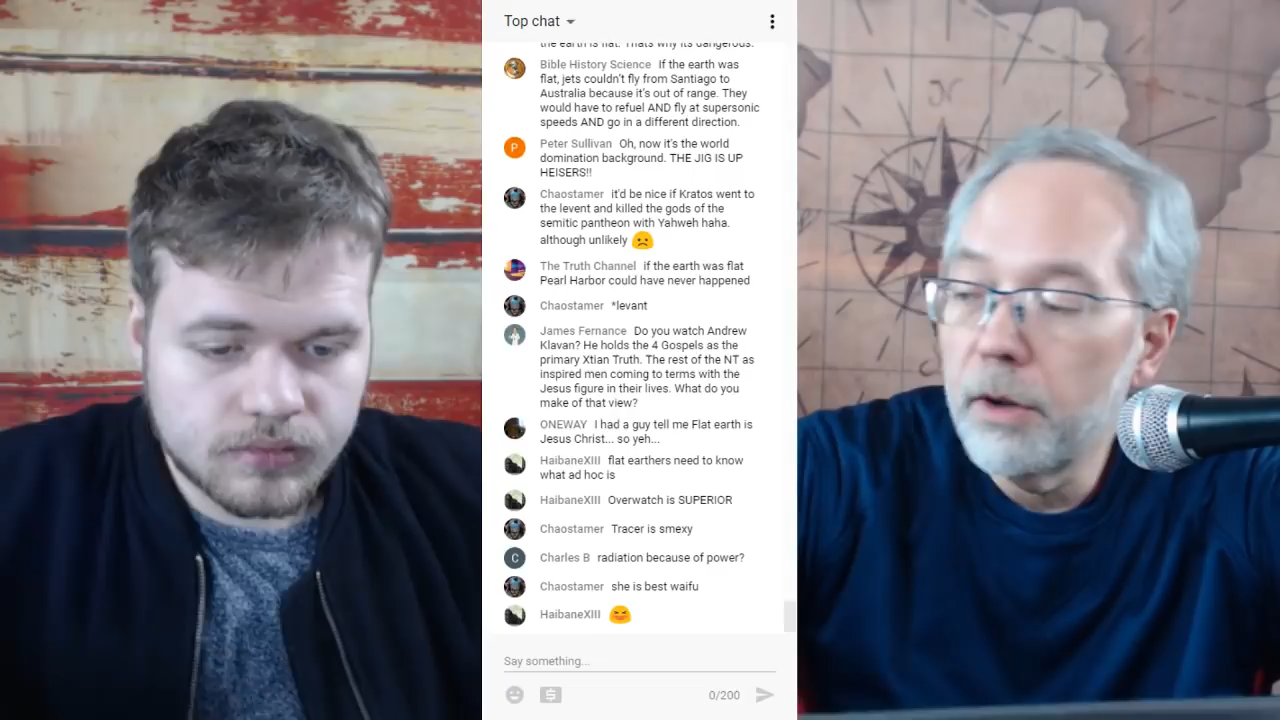 Top chat
the earth is flat. Thats why its dangerous.
Bible History Science If the earth was
flat, jets couldn't fly from Santiago to
Australia because it's out of range. They
would have to refuel AND fly at supersonic
speeds AND go in a different direction.
P
Peter Sullivan Oh, now it's the world
domination background. THE JIG IS UP
HEISERS!!
Chaostamer it'd be nice if Kratos went to
the levent and killed the gods of the
semitic pantheon with Yahweh haha.
although unlikely
The Truth Channel if the earth was flat
Pearl Harbor could have never happened
Chaostamer *levant
James Fernance Do you watch Andrew
Klavan? He holds the 4 Gospels as the
primary Xtian Truth. The rest of the NT as
inspired men coming to terms with the
Jesus figure in their lives. What do you
make of that view?
ONEWAY I had a guy tell me Flat earth is
Jesus Christ... so yeh...
HaibaneXIII flat earthers need to know
what ad hoc is
HaibaneXIII Overwatch is SUPERIOR
Chaostamer Tracer is smexy
C
Charles B radiation because of power?
Chaostamer she is best waifu
HaibaneXIII
Say something...
$
0/200